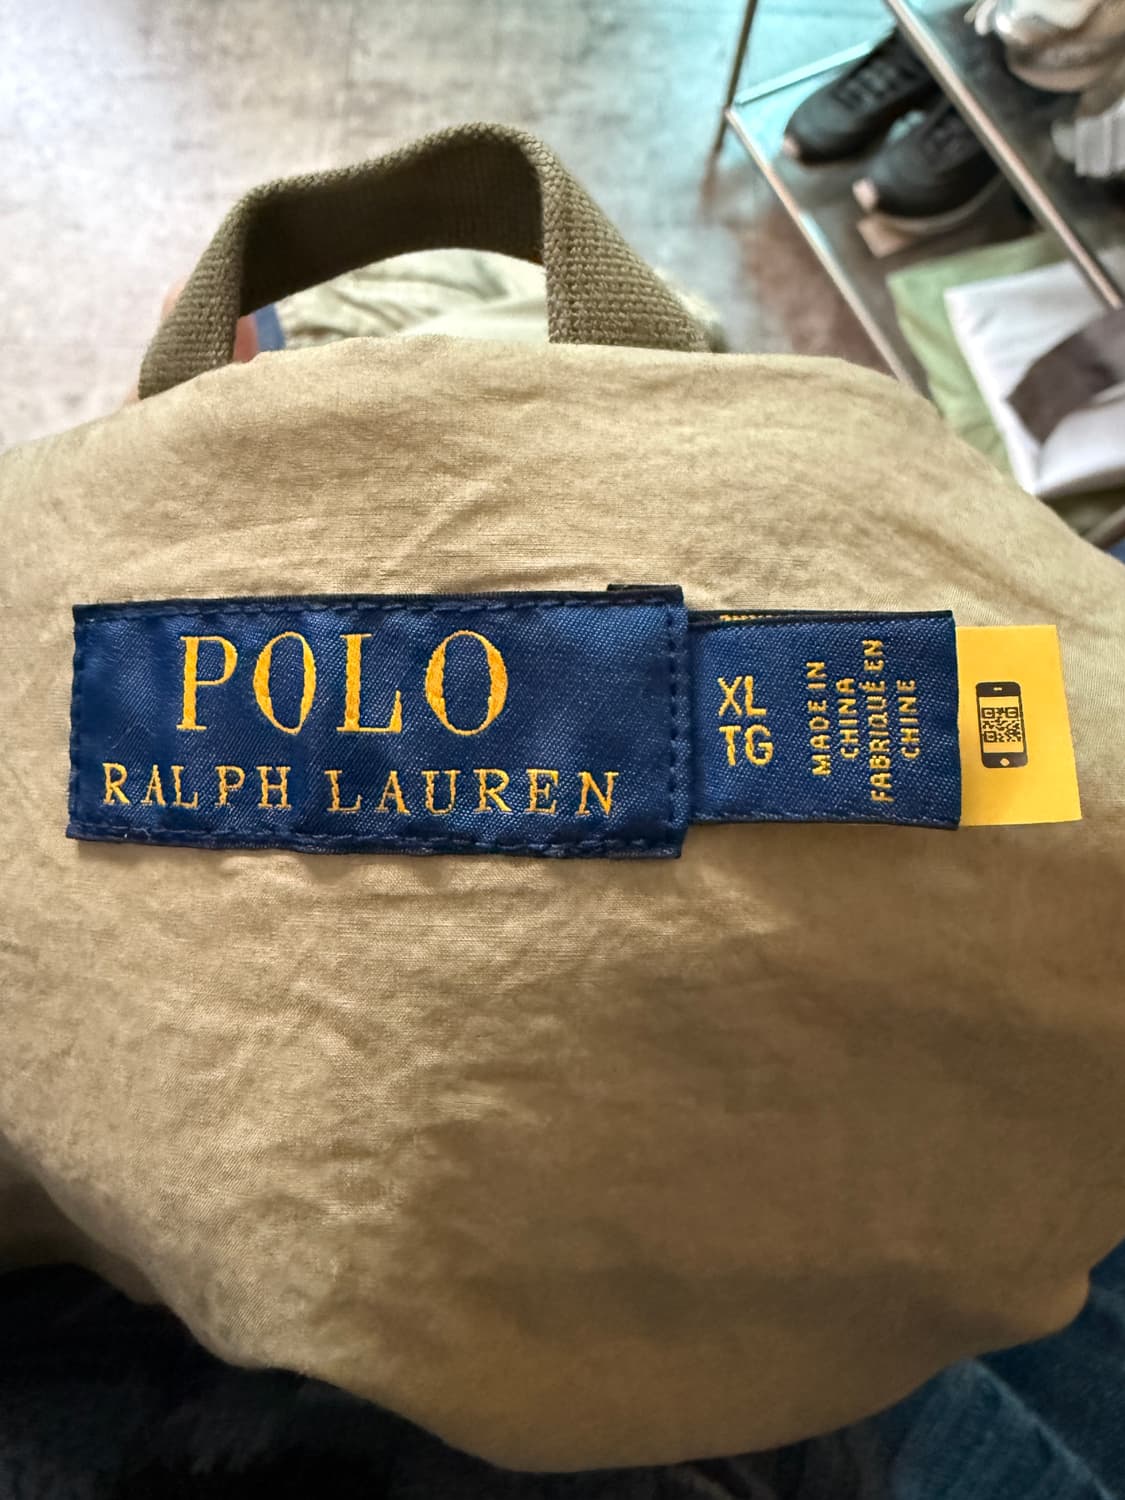 POLO
RALPH LAUREN
XL
TG
MADE IN
CHINA
FABRIQUÉ EN
CHINE